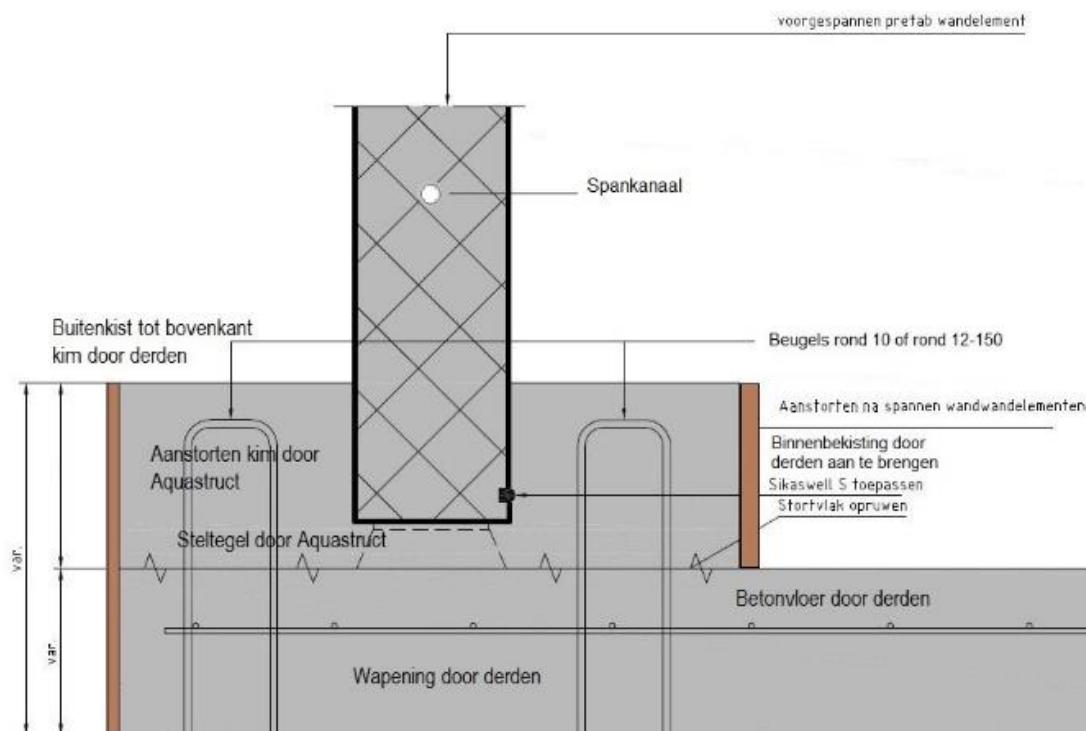 voorgespannen pretab wandelement
Spankanaal
Buitenkist tot bovenkant
kim door derden
Beugels rond 10 of rond 12-150
Aanstorten na spannen wandwandelementen
Aanstorten kim door
Aquastruct
Binnenbekisting door
derden aan te brengen
Sikaswell S toepassen
Stortvlak opruwen
Steltegel door Aquastruct
var.
Betonvloer door derden
var.
Wapening door derden